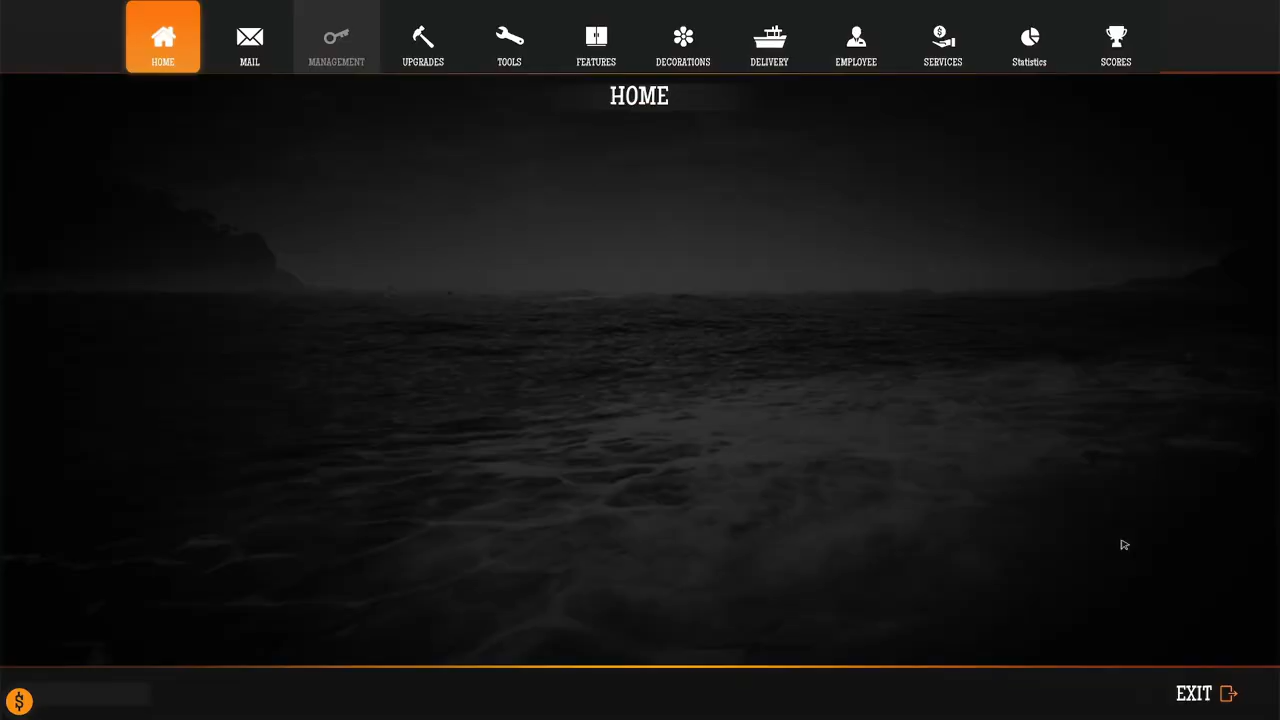 HOME
MAIL
MANAGEMENT
UPGRADES
TOOLS
FEATURES
DECORATIONS
DELIVERY
EMPLOYEE
SERVICES
Statistics
SCORES
HOME
$
EXIT